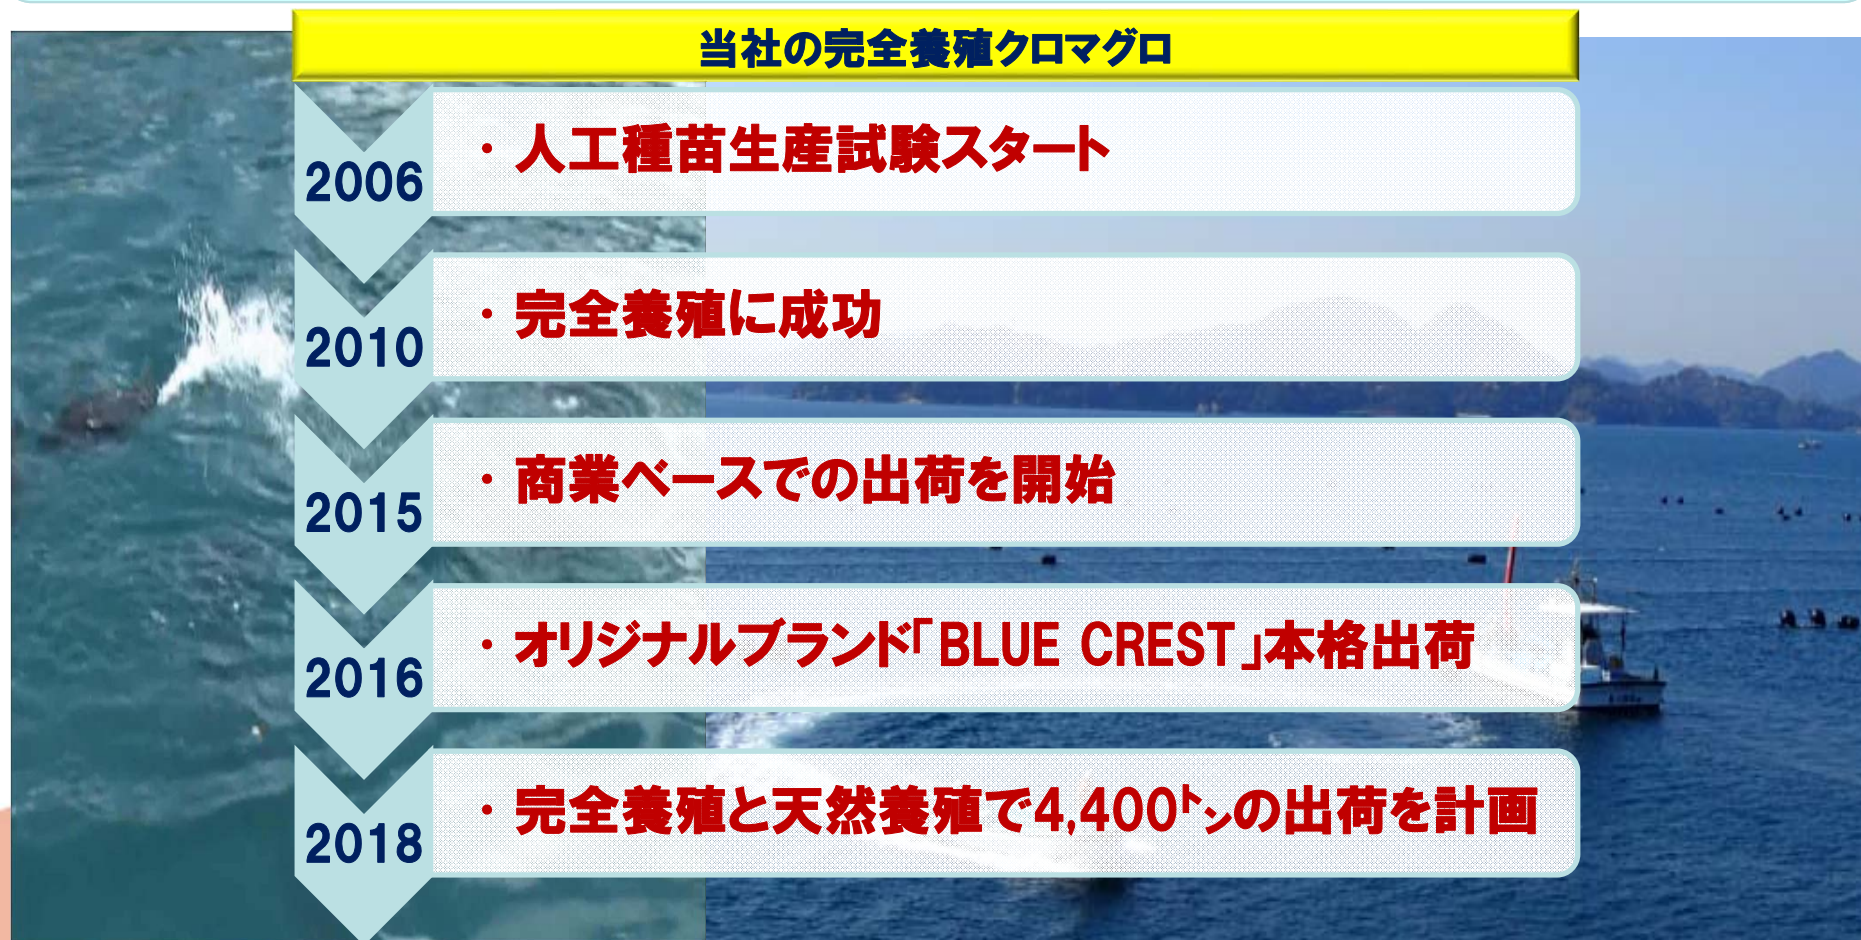 当社の完全養殖クロマグロ
2006
・人工種苗生産試験スタート
2010
・完全養殖に成功
2015
・商業ベースでの出荷を開始
2016
・オリジナルブランド「BLUE CREST」本格出荷
2018
・完全養殖と天然養殖で4,400㌧の出荷を計画